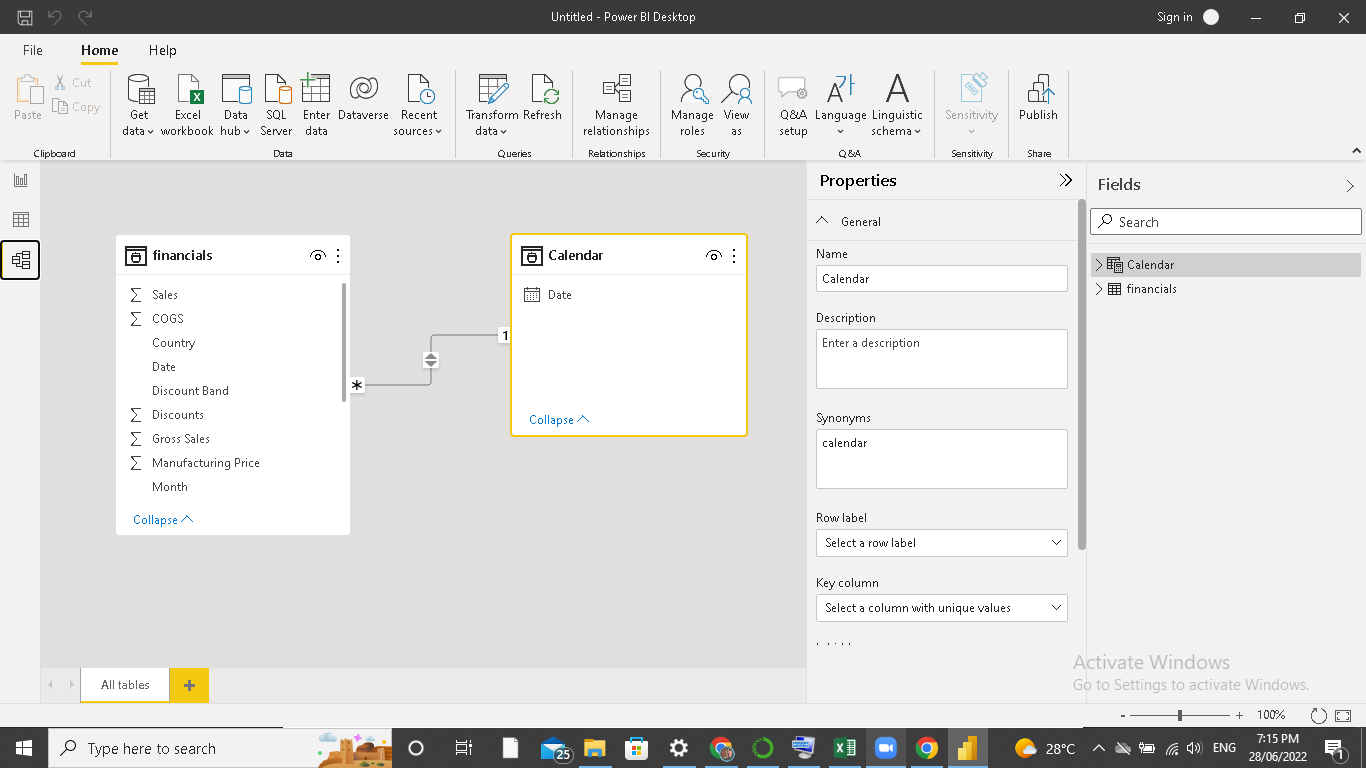 Untitled - Power BI Desktop
Sign in
File
Home
Help
Paste
Cut
Copy
Clipboard
Get data
Excel workbook
Data hub
SQL Server
Enter data
Dataverse
Recent sources
Data
Transform data
Refresh
Queries
Manage relationships
Relationships
Manage roles
View as
Security
Q&A setup
Language
Linguistic schema
Q&A
Sensitivity
Sensitivity
Publish
Share
financials
Sales
COGS
Country
Date
Discount Band
Discounts
Gross Sales
Manufacturing Price
Month
Collapse
*
1
Calendar
Date
Collapse
Properties
General
Name
Calendar
Description
Enter a description
Synonyms
calendar
Row label
Select a row label
Key column
Select a column with unique values
Fields
Search
Calendar
financials
Activate Windows
Go to Settings to activate Windows.
All tables
- + 100%
Type here to search
25
28°C
ENG
7:15 PM
28/06/2022
1